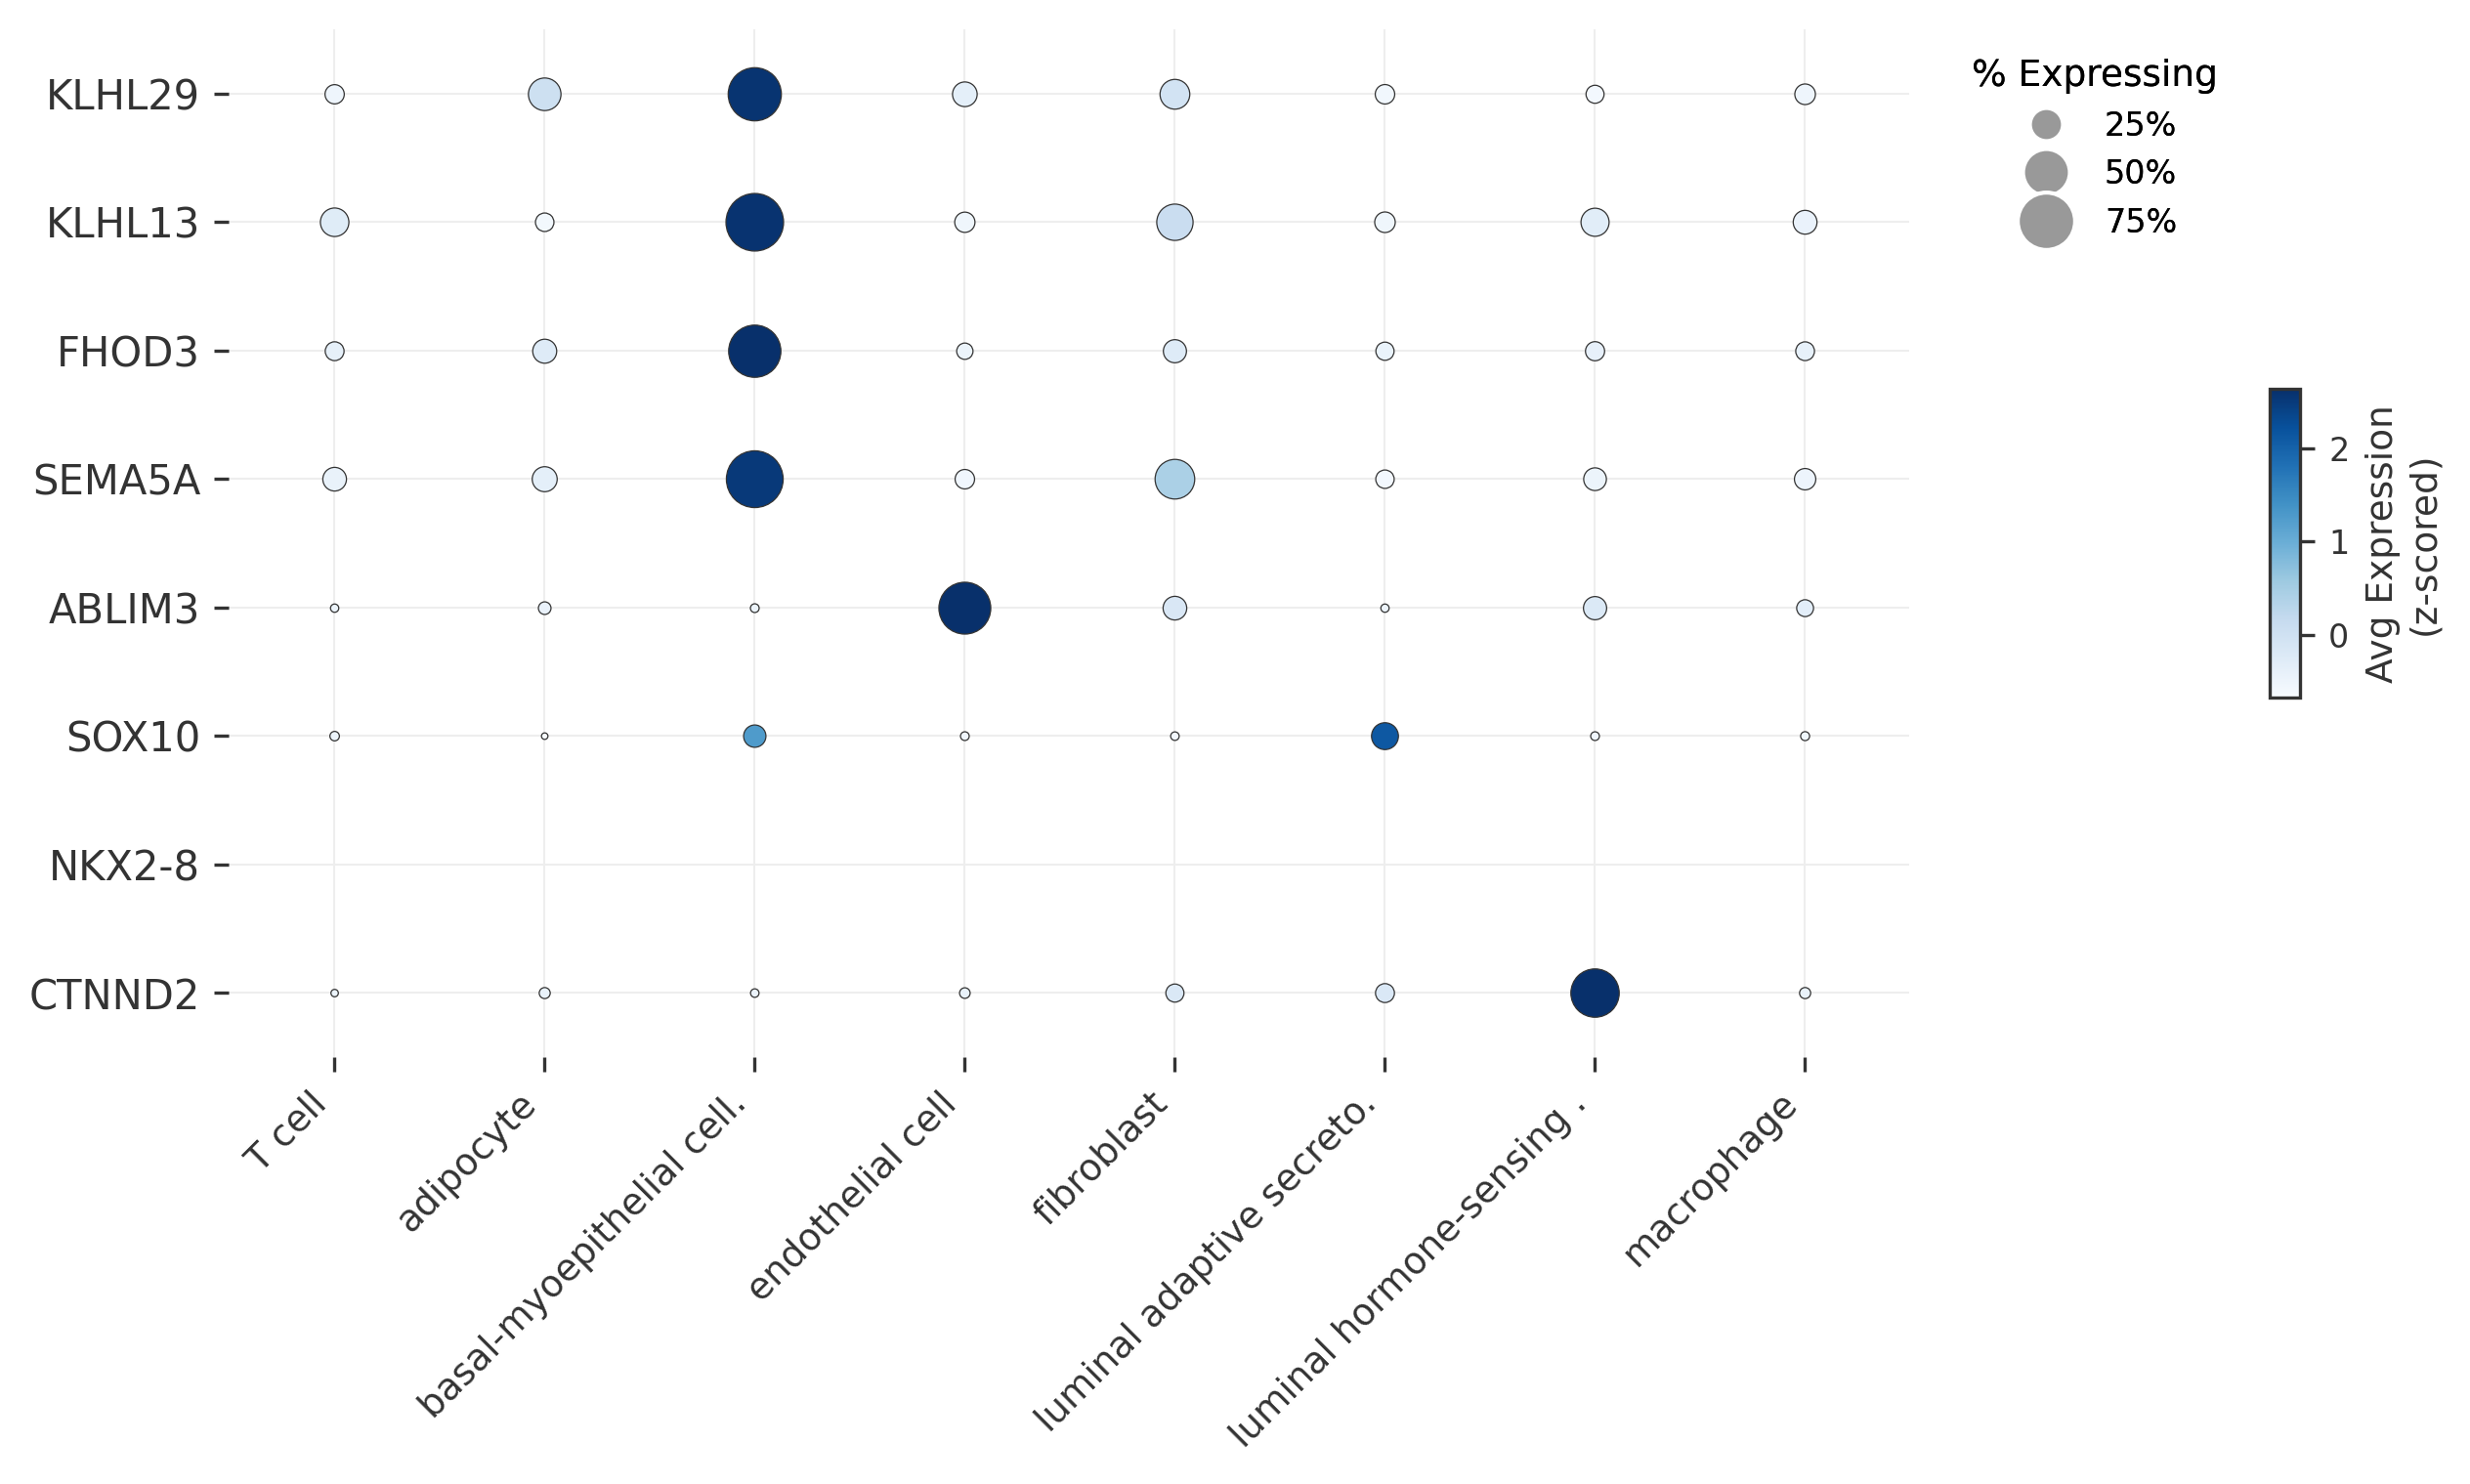 KLHL29
KLHL13
FHOD3
SEMA5A
ABLIM3
SOX10
NKX2-8
CTNND2
T cell
adipocyte
basal-myoepithelial cell.
endothelial cell
fibroblast
luminal adaptive secreto.
luminal hormone-sensing .
macrophage
% Expressing
25%
50%
75%
2
1
0
Avg Expression
(z-scored)